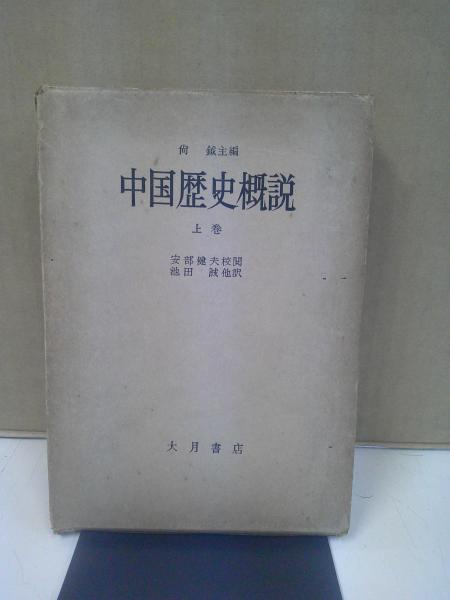 尚 鉞主編
中国歴史概説
上巻
安部健夫校閲
池田 誠他訳
大月書店